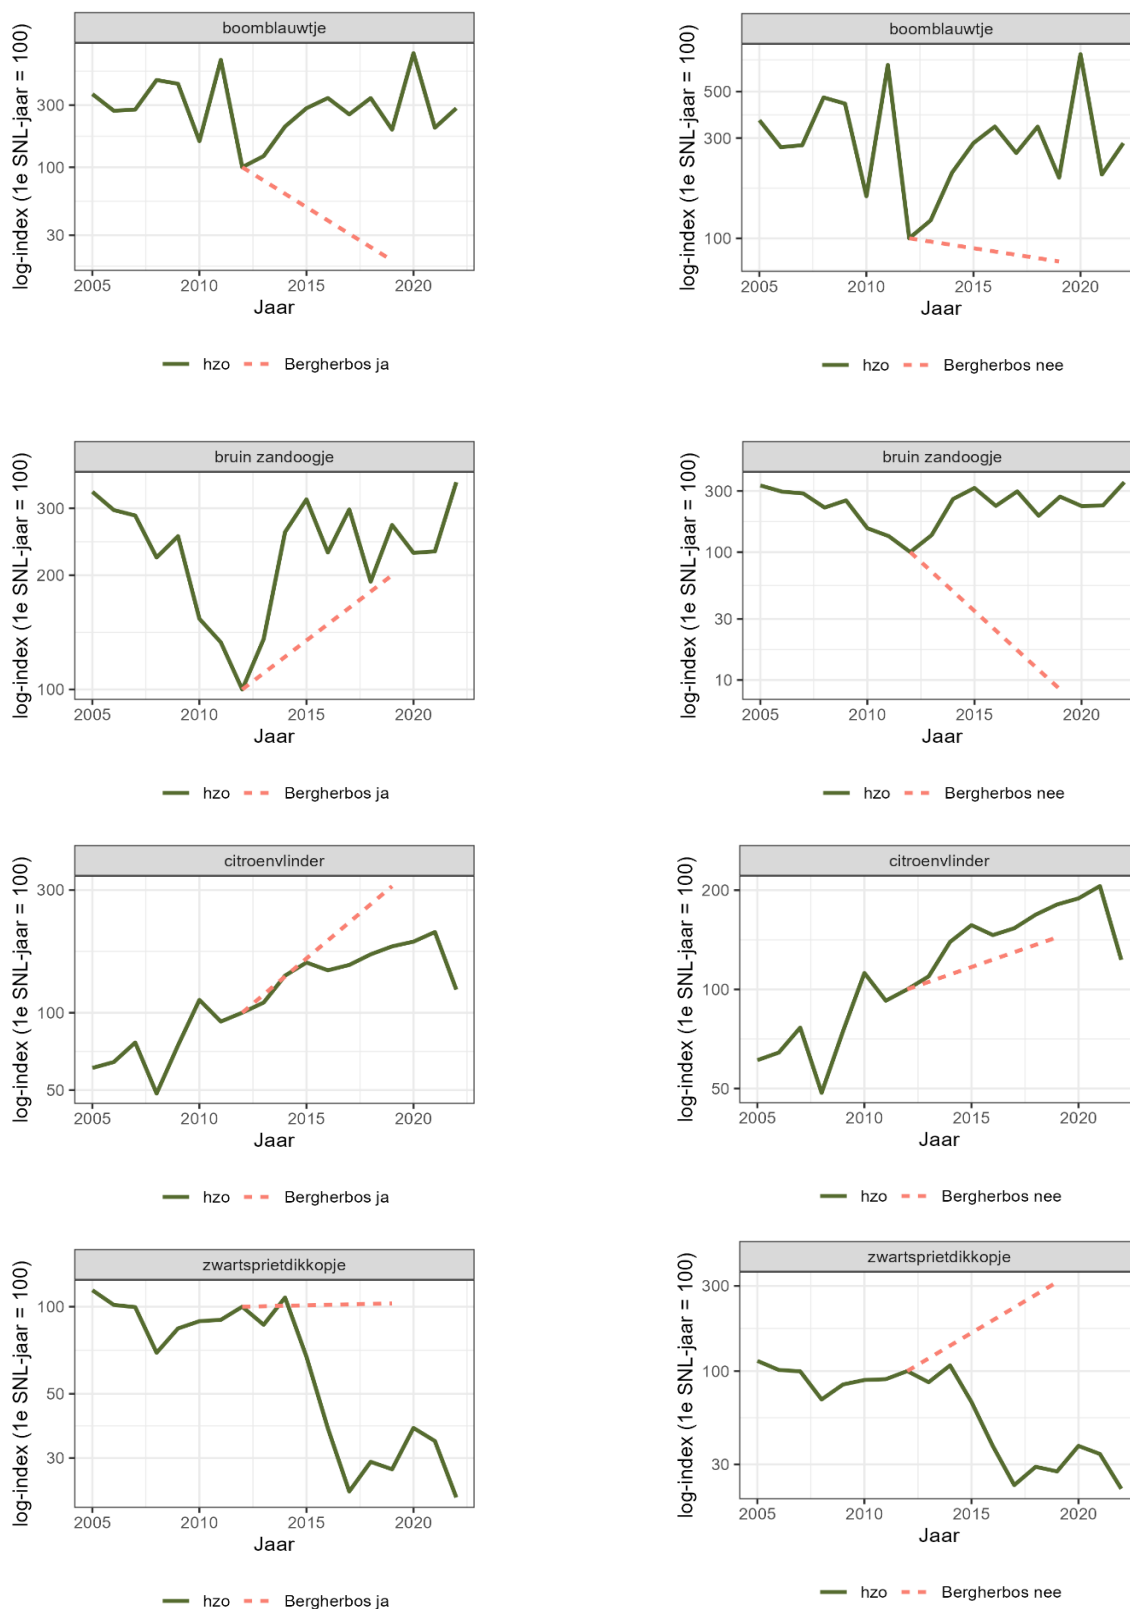 boomblauwtje
log-index (1e SNL-jaar = 100)
300
100
30
2005 2010 2015 2020
Jaar
hzo Bergherbos ja
boomblauwtje
log-index (1e SNL-jaar = 100)
500
300
100
2005 2010 2015 2020
Jaar
hzo Bergherbos nee
bruin zandoogje
log-index (1e SNL-jaar = 100)
300
200
100
2005 2010 2015 2020
Jaar
hzo Bergherbos ja
bruin zandoogje
log-index (1e SNL-jaar = 100)
300
100
30
10
2005 2010 2015 2020
Jaar
hzo Bergherbos nee
citroenvlinder
log-index (1e SNL-jaar = 100)
300
100
50
2005 2010 2015 2020
Jaar
hzo Bergherbos ja
citroenvlinder
log-index (1e SNL-jaar = 100)
200
100
50
2005 2010 2015 2020
Jaar
hzo Bergherbos nee
zwartsprietdikkopje
log-index (1e SNL-jaar = 100)
100
50
30
2005 2010 2015 2020
Jaar
hzo Bergherbos ja
zwartsprietdikkopje
log-index (1e SNL-jaar = 100)
300
100
30
2005 2010 2015 2020
Jaar
hzo Bergherbos nee